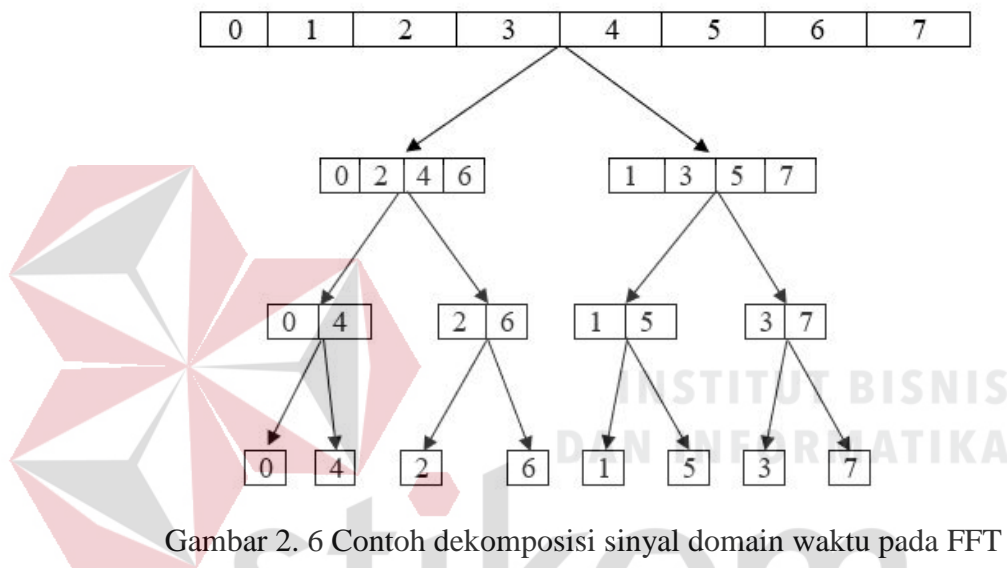 0 1 2 3 4 5 6 7
0 2 4 6 1 3 5 7
0 4 2 6 1 5 3 7
INSTITUT BISNIS
DAN INFORMATIKA
0 4 2 6 1 5 3 7
stikom
Gambar 2. 6 Contoh dekomposisi sinyal domain waktu pada FFT